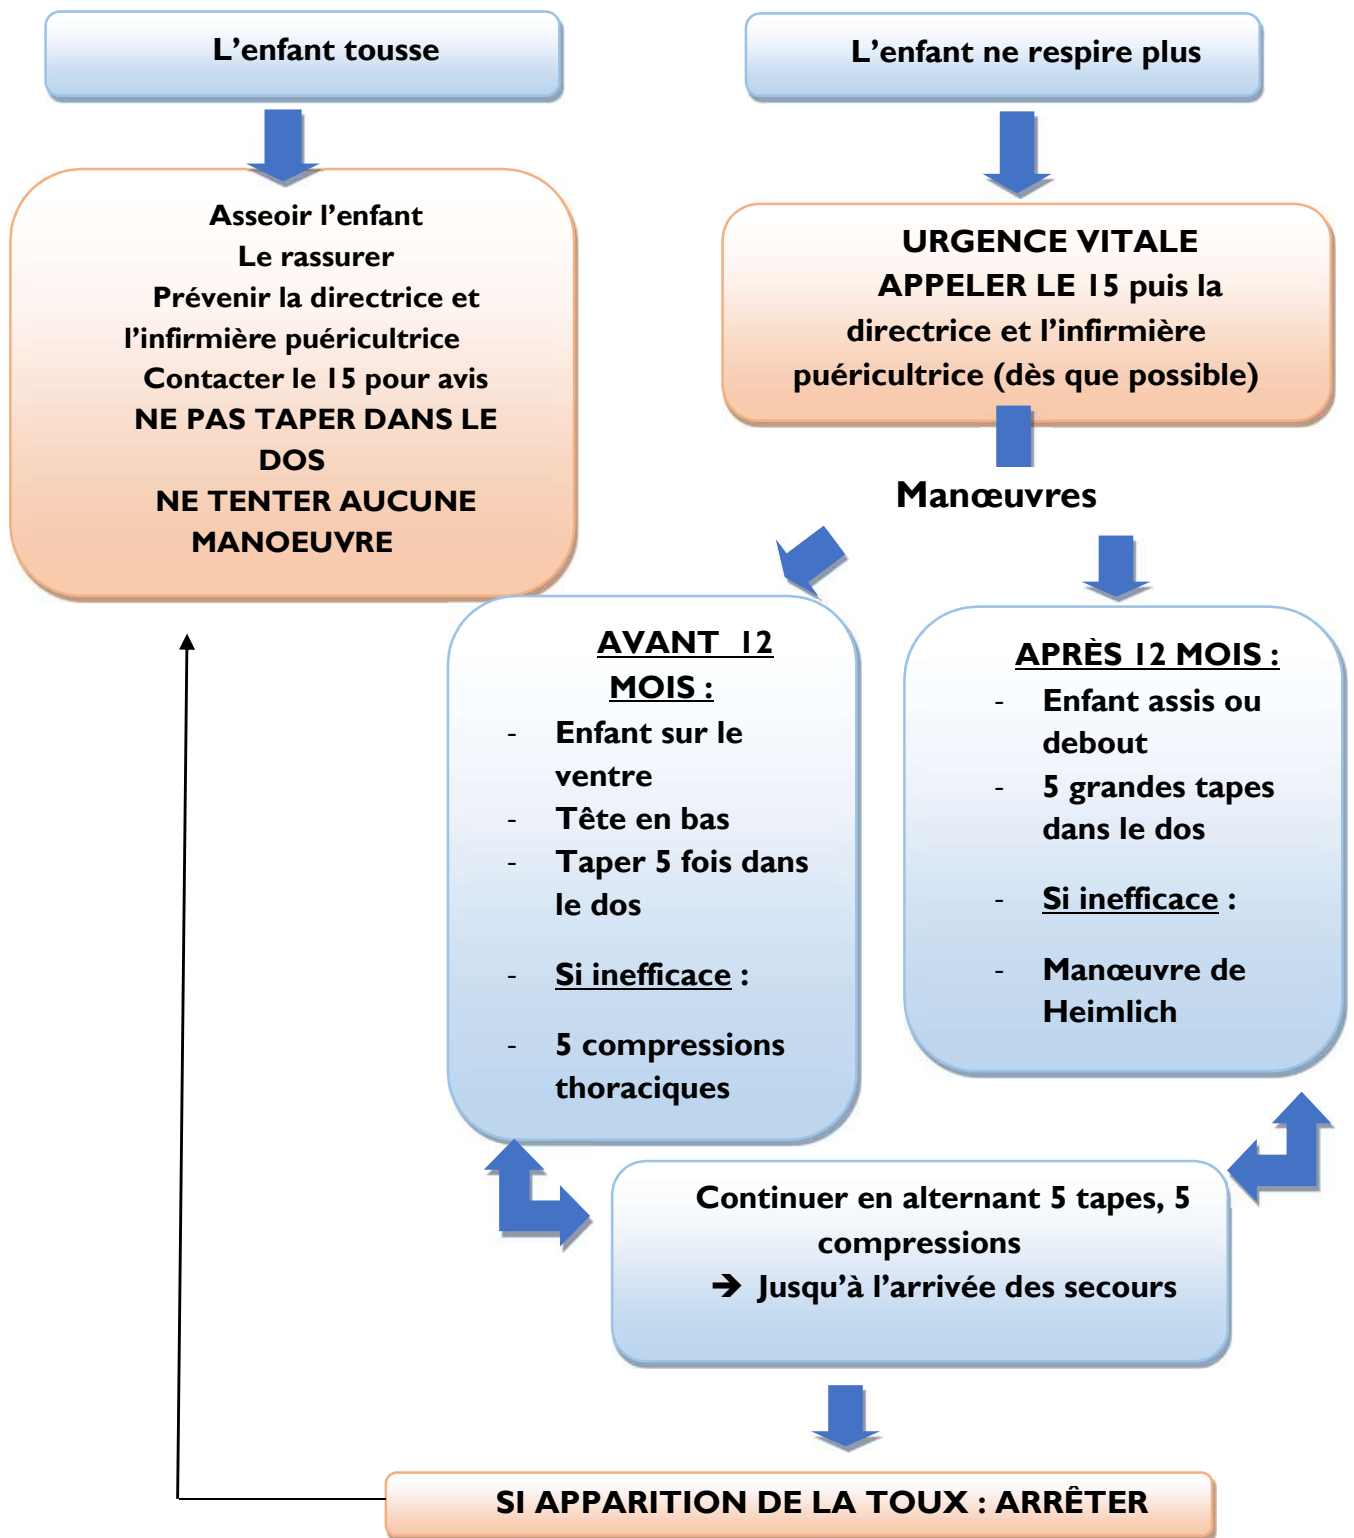 L’enfant tousse
L’enfant ne respire plus
Asseoir l’enfant
Le rassurer
Prévenir la directrice et
l’infirmière puéricultrice
Contacter le 15 pour avis
NE PAS TAPER DANS LE
DOS
NE TENTER AUCUNE
MANOEUVRE
URGENCE VITALE
APPELER LE 15 puis la
directrice et l’infirmière
puéricultrice (dès que possible)
Manœuvres
AVANT 12
MOIS :
- Enfant sur le
ventre
- Tête en bas
- Taper 5 fois dans
le dos
- Si inefficace :
- 5 compressions
thoraciques
APRÈS 12 MOIS :
- Enfant assis ou
debout
- 5 grandes tapes
dans le dos
- Si inefficace :
- Manœuvre de
Heimlich
Continuer en alternant 5 tapes, 5
compressions
➔ Jusqu’à l’arrivée des secours
SI APPARITION DE LA TOUX : ARRÊTER